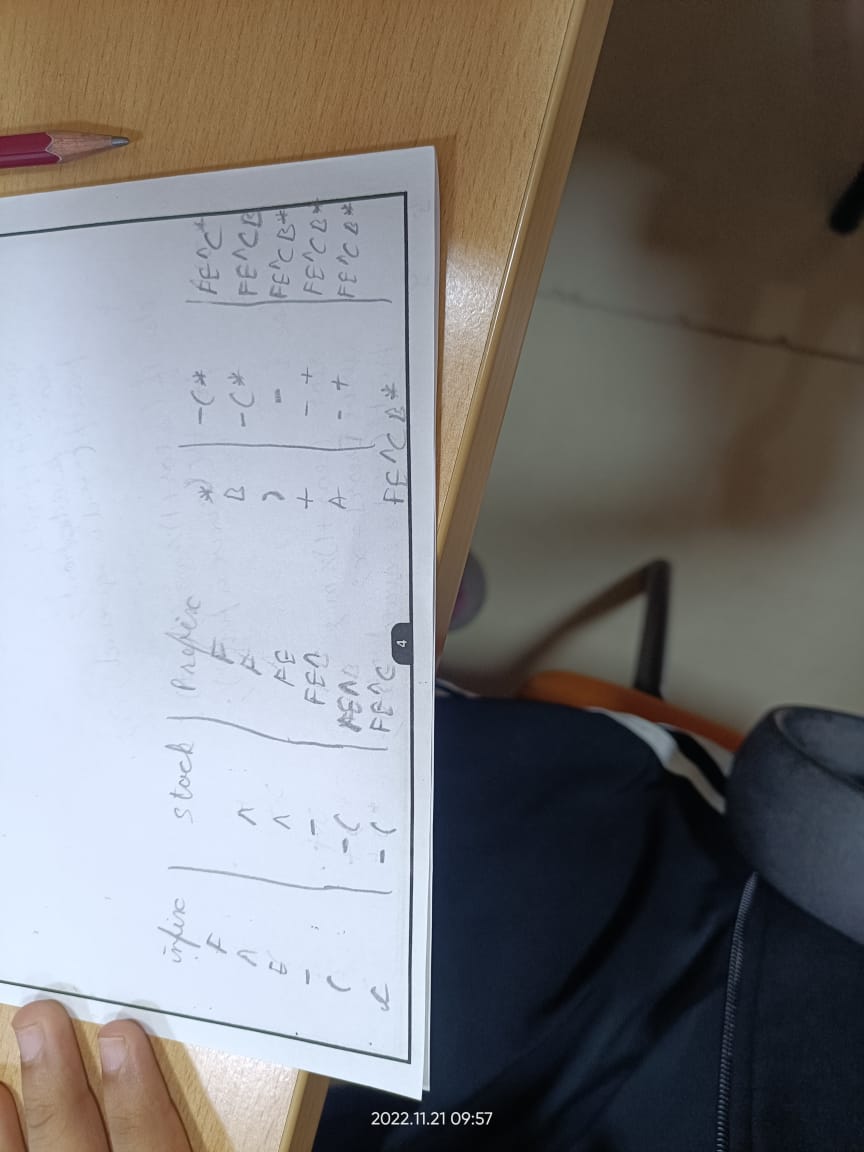 infix stock Prefix
F F
^ ^ F
E ^ FE
- - FE^
( -( FE^
C -( FE^C
* -(* FE^C
B -(* FE^CB
) - FE^CB*
+ - + FE^CB*
A - + FE^CB*
FE^CB*
4
2022.11.21 09:57